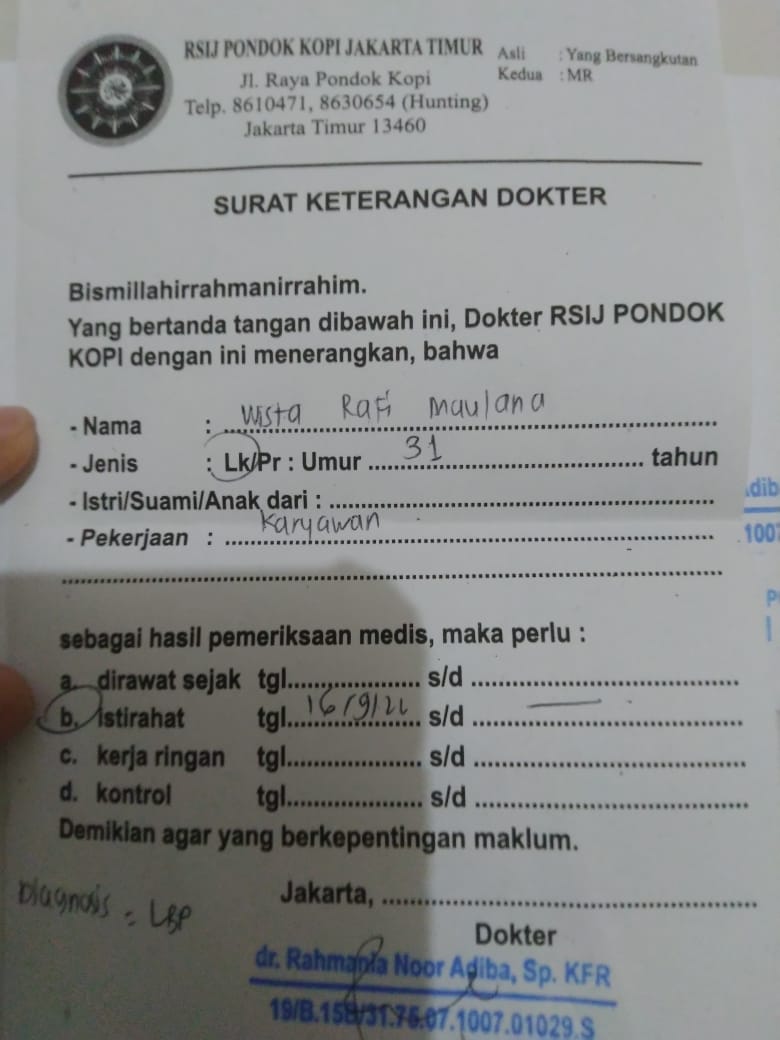 RSIJ PONDOK KOPI JAKARTA TIMUR
Jl. Raya Pondok Kopi
Telp. 8610471, 8630654 (Hunting)
Jakarta Timur 13460
Asli : Yang Bersangkutan
Kedua : MR
SURAT KETERANGAN DOKTER
Bismillahirrahmanirrahim.
Yang bertanda tangan dibawah ini, Dokter RSIJ PONDOK
KOPI dengan ini menerangkan, bahwa
- Nama : Wista Rafi Maulana
- Jenis : Lk/Pr : Umur 31 tahun
- Istri/Suami/Anak dari :
- Pekerjaan : Karyawan
sebagai hasil pemeriksaan medis, maka perlu :
a. dirawat sejak tgl. s/d
b. istirahat tgl. 16/9/22 s/d —
c. kerja ringan tgl. s/d
d. kontrol tgl. s/d
Demikian agar yang berkepentingan maklum.
Diagnosis = LBP
Jakarta,
Dokter
dr. Rahmania Noor Adiba, Sp. KFR
19/B.15B/31.75.07.1007.01029.S